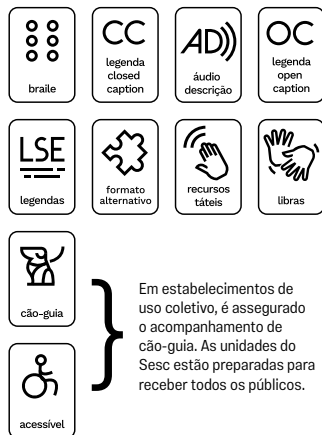 braile
CC
legenda
closed
caption
AD))
áudio
descrição
OC
legenda
open
caption
LSE
legendas
formato
alternativo
recursos
táteis
libras
cão-guia
acessível
Em estabelecimentos de
uso coletivo, é assegurado
o acompanhamento de
cão-guia. As unidades do
Sesc estão preparadas para
receber todos os públicos.